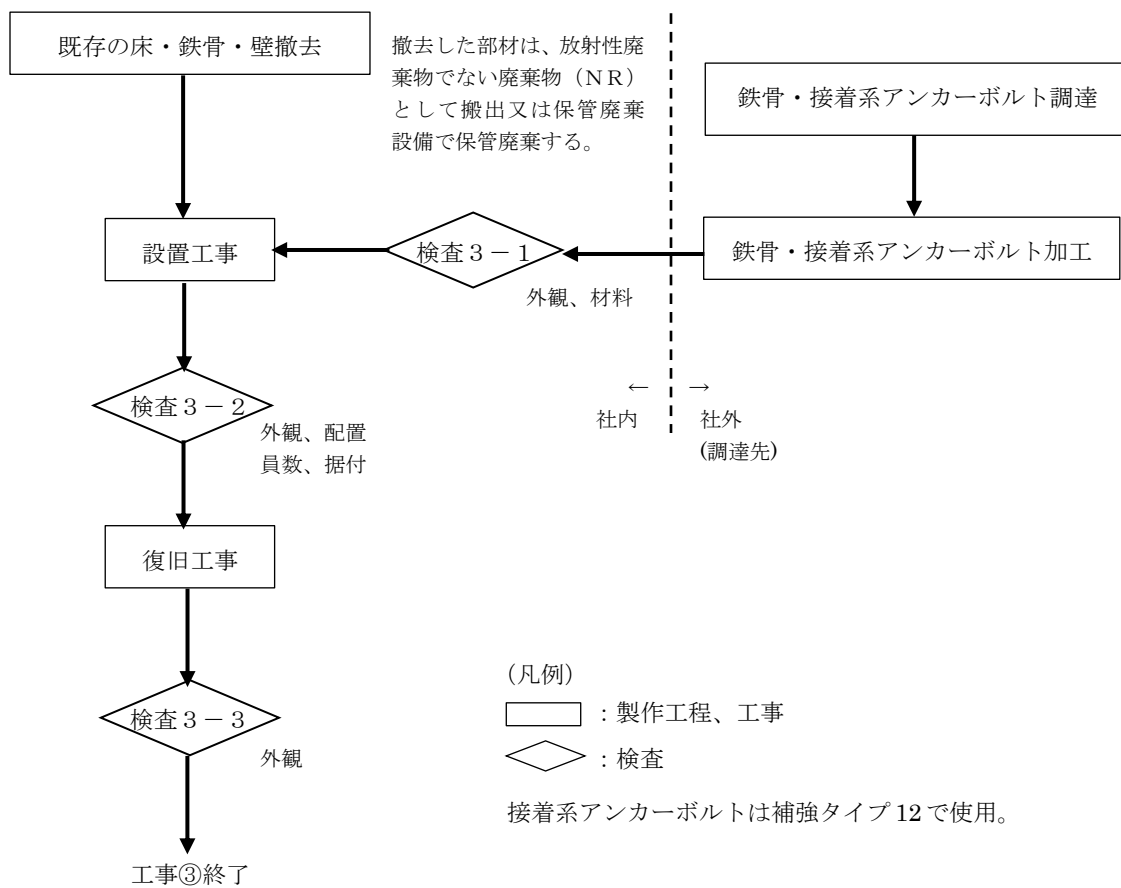 既存の床・鉄骨・壁撤去
撤去した部材は、放射性廃
棄物でない廃棄物（ＮＲ）
として搬出又は保管廃棄
設備で保管廃棄する。
鉄骨・接着系アンカーボルト調達
設置工事
検査３－１
鉄骨・接着系アンカーボルト加工
外観、材料
検査３－２
外観、配置
員数、据付
← →
社内 社外
(調達先)
復旧工事
検査３－３
外観
工事③終了
(凡例)
：製作工程、工事
：検査
接着系アンカーボルトは補強タイプ 12 で使用。